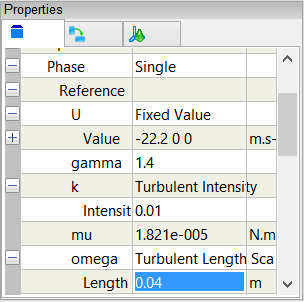 Properties
Phase Single
Reference
U Fixed Value
Value -22.2 0 0 m.s-
gamma 1.4
k Turbulent Intensity
Intensit 0.01
mu 1.821e-005 N.m
omega Turbulent Length Sca
Length 0.04 m